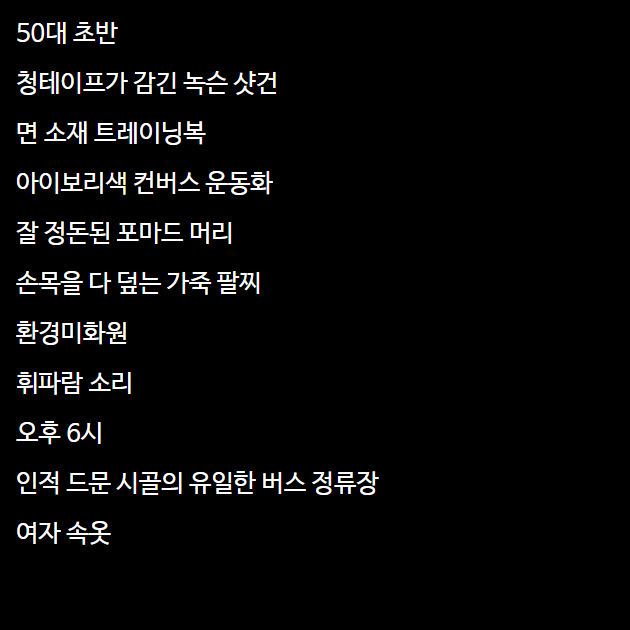 50대 초반
청테이프가 감긴 녹슨 샷건
면 소재 트레이닝복
아이보리색 컨버스 운동화
잘 정돈된 포마드 머리
손목을 다 덮는 가죽 팔찌
환경미화원
휘파람 소리
오후 6시
인적 드문 시골의 유일한 버스 정류장
여자 속옷